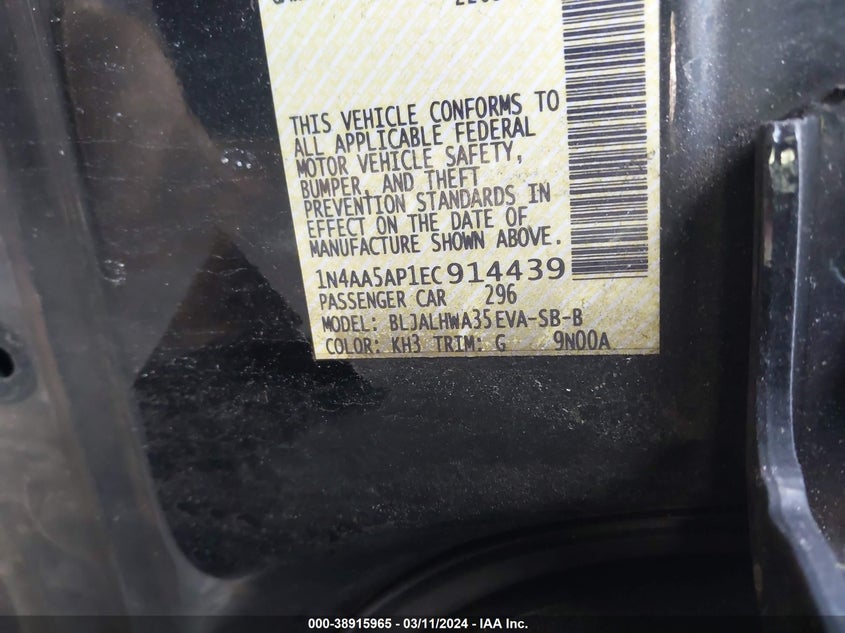 THIS VEHICLE CONFORMS TO
ALL APPLICABLE FEDERAL
MOTOR VEHICLE SAFETY,
BUMPER, AND THEFT
PREVENTION STANDARDS IN
EFFECT ON THE DATE OF
MANUFACTURE SHOWN ABOVE.
1N4AA5AP1EC914439
PASSENGER CAR 296
MODEL: BLJALHWA35EVA-SB-B
COLOR: KH3 TRIM: G 9N00A
000-38915965 - 03/11/2024 - IAA Inc.